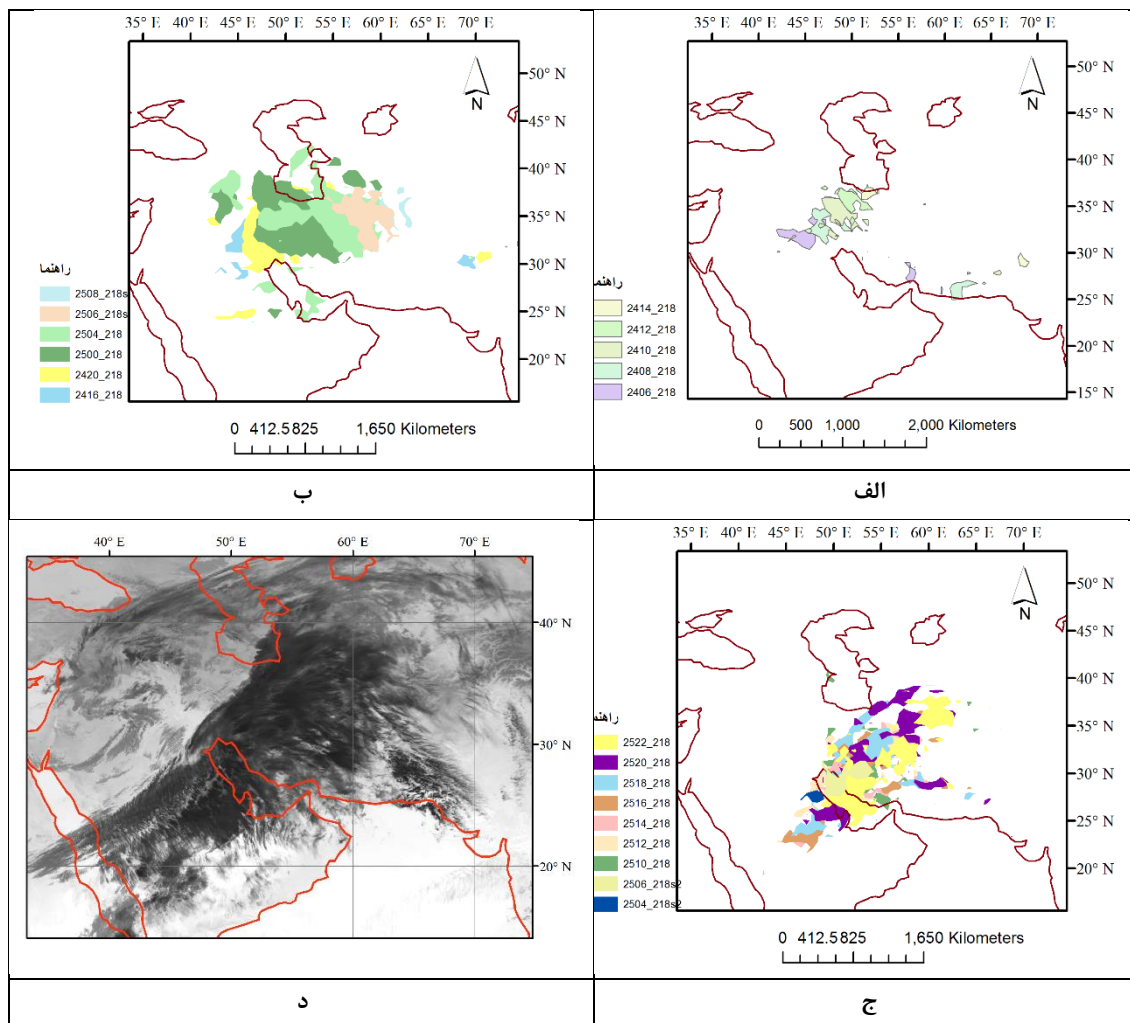 35° E 40° E 45° E 50° E 55° E 60° E 65° E 70° E
N
50° N
45° N
40° N
35° N
30° N
25° N
20° N
15° N
راهنم
2414_218
2412_218
2410_218
2408_218
2406_218
0 500 1,000 2,000 Kilometers
الف
35° E 40° E 45° E 50° E 55° E 60° E 65° E 70° E
N
50° N
45° N
40° N
35° N
30° N
25° N
20° N
راهنما
2508_218s
2506_218s
2504_218
2500_218
2420_218
2416_218
0 412.5825 1,650 Kilometers
ب
35° E 40° E 45° E 50° E 55° E 60° E 65° E 70° E
N
50° N
45° N
40° N
35° N
30° N
25° N
20° N
راهنم
2522_218
2520_218
2518_218
2516_218
2514_218
2512_218
2510_218
2506_218s2
2504_218s2
0 412.5825 1,650 Kilometers
ج
40° E 50° E 60° E 70° E
40° N
30° N
20° N
د